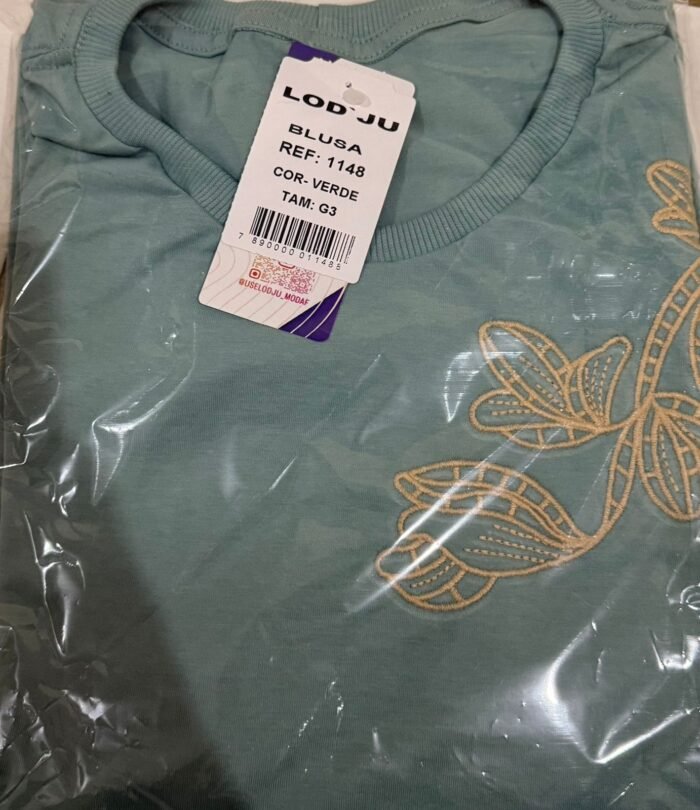 LOD`JU
BLUSA
REF: 1148
COR- VERDE
TAM: G3
7 890000 011485
@USELODJU_MODAF